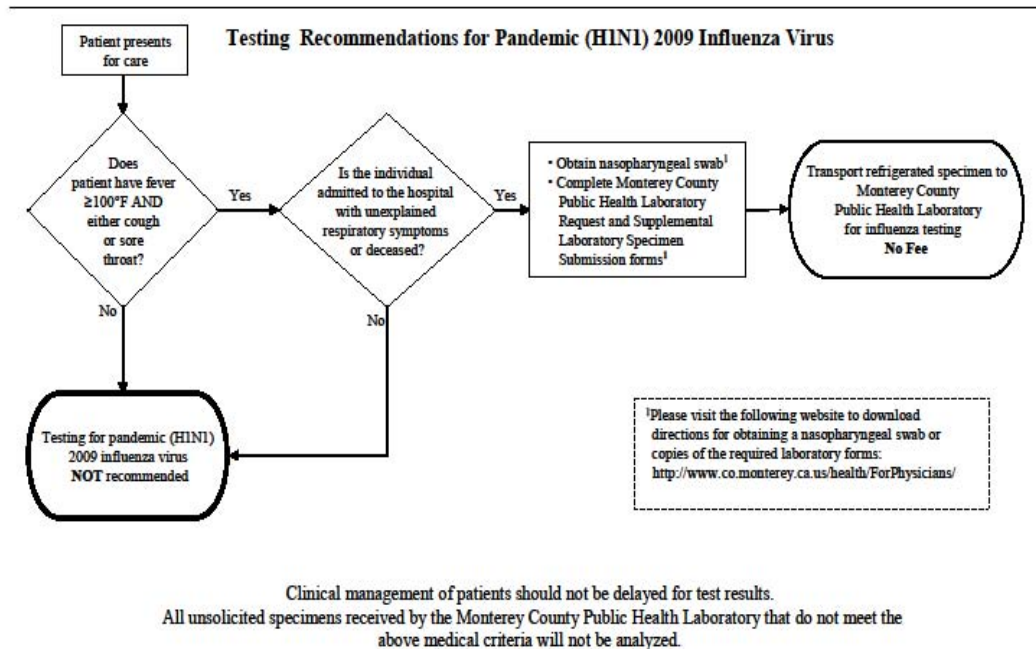 Patient presents
for care
Testing Recommendations for Pandemic (H1N1) 2009 Influenza Virus
Does
patient have fever
≥100°F AND
either cough
or sore
throat?
Yes
Is the individual
admitted to the hospital
with unexplained
respiratory symptoms
or deceased?
Yes
• Obtain nasopharyngeal swab¹
• Complete Monterey County
Public Health Laboratory
Request and Supplemental
Laboratory Specimen
Submission forms¹
Transport refrigerated specimen to
Monterey County
Public Health Laboratory
for influenza testing
No Fee
No
No
Testing for pandemic (H1N1)
2009 influenza virus
NOT recommended
¹Please visit the following website to download
directions for obtaining a nasopharyngeal swab or
copies of the required laboratory forms:
http://www.co.monterey.ca.us/health/ForPhysicians/
Clinical management of patients should not be delayed for test results.
All unsolicited specimens received by the Monterey County Public Health Laboratory that do not meet the
above medical criteria will not be analyzed.